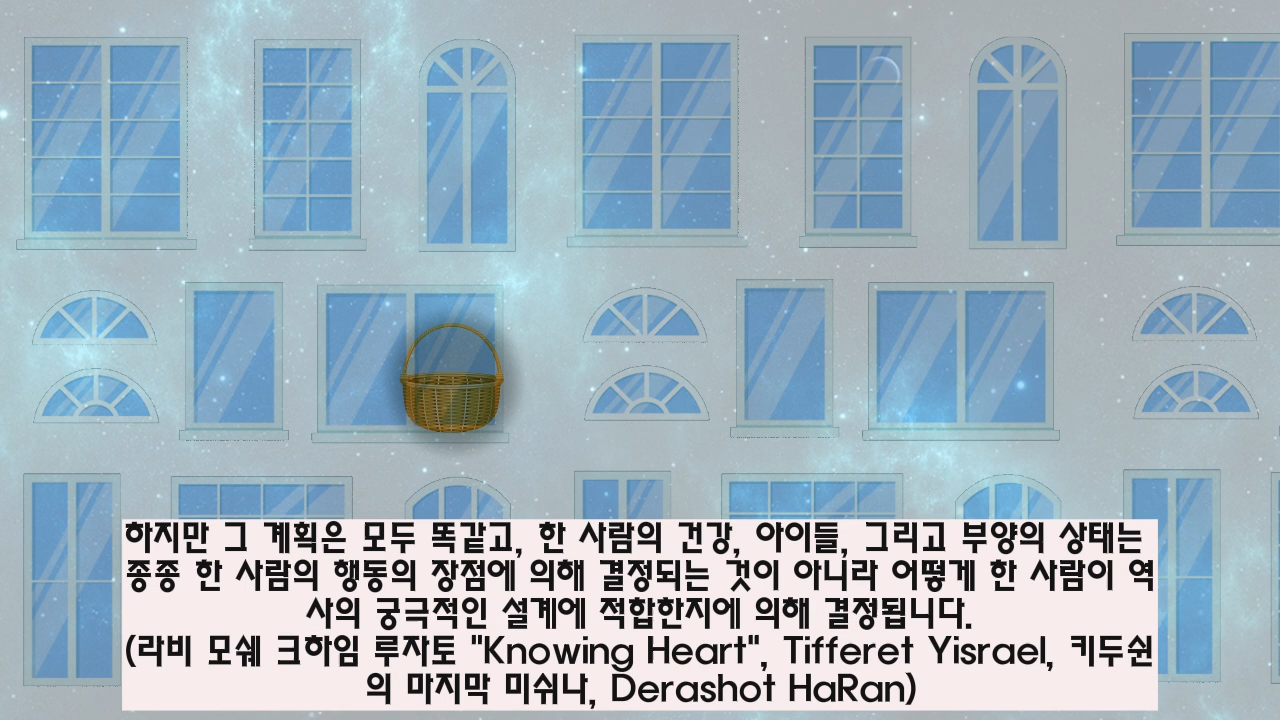 하지만 그 계획은 모두 똑같고, 한 사람의 건강, 아이들, 그리고 부양의 상태는
종종 한 사람의 행동의 장점에 의해 결정되는 것이 아니라 어떻게 한 사람이 역
사의 궁극적인 설계에 적합한지에 의해 결정됩니다.
(라비 모쉐 크하임 루자토 "Knowing Heart", Tifferet Yisrael, 키두쉰
의 마지막 미쉬나, Derashot HaRan)